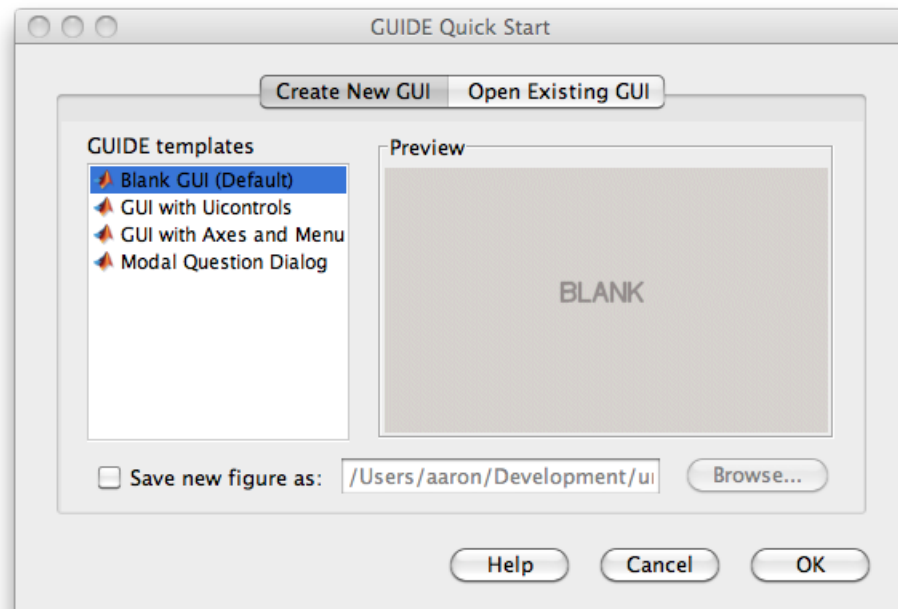 GUIDE Quick Start
Create New GUI Open Existing GUI
GUIDE templates
Blank GUI (Default)
GUI with Uicontrols
GUI with Axes and Menu
Modal Question Dialog
Preview
BLANK
Save new figure as: /Users/aaron/Development/ Browse...
Help Cancel OK